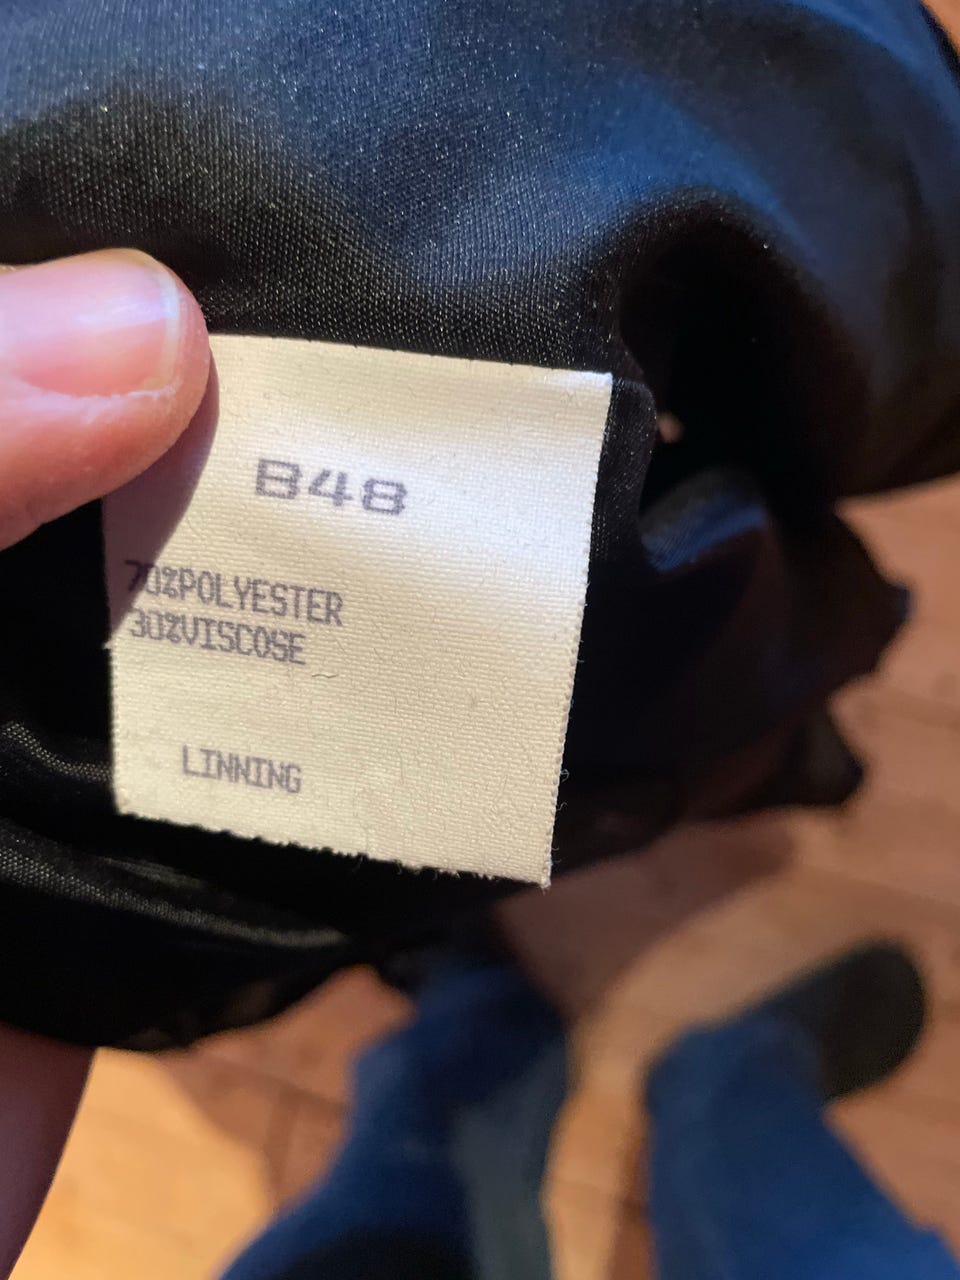 B48
70%POLYESTER
30%VISCOSE
LINNING